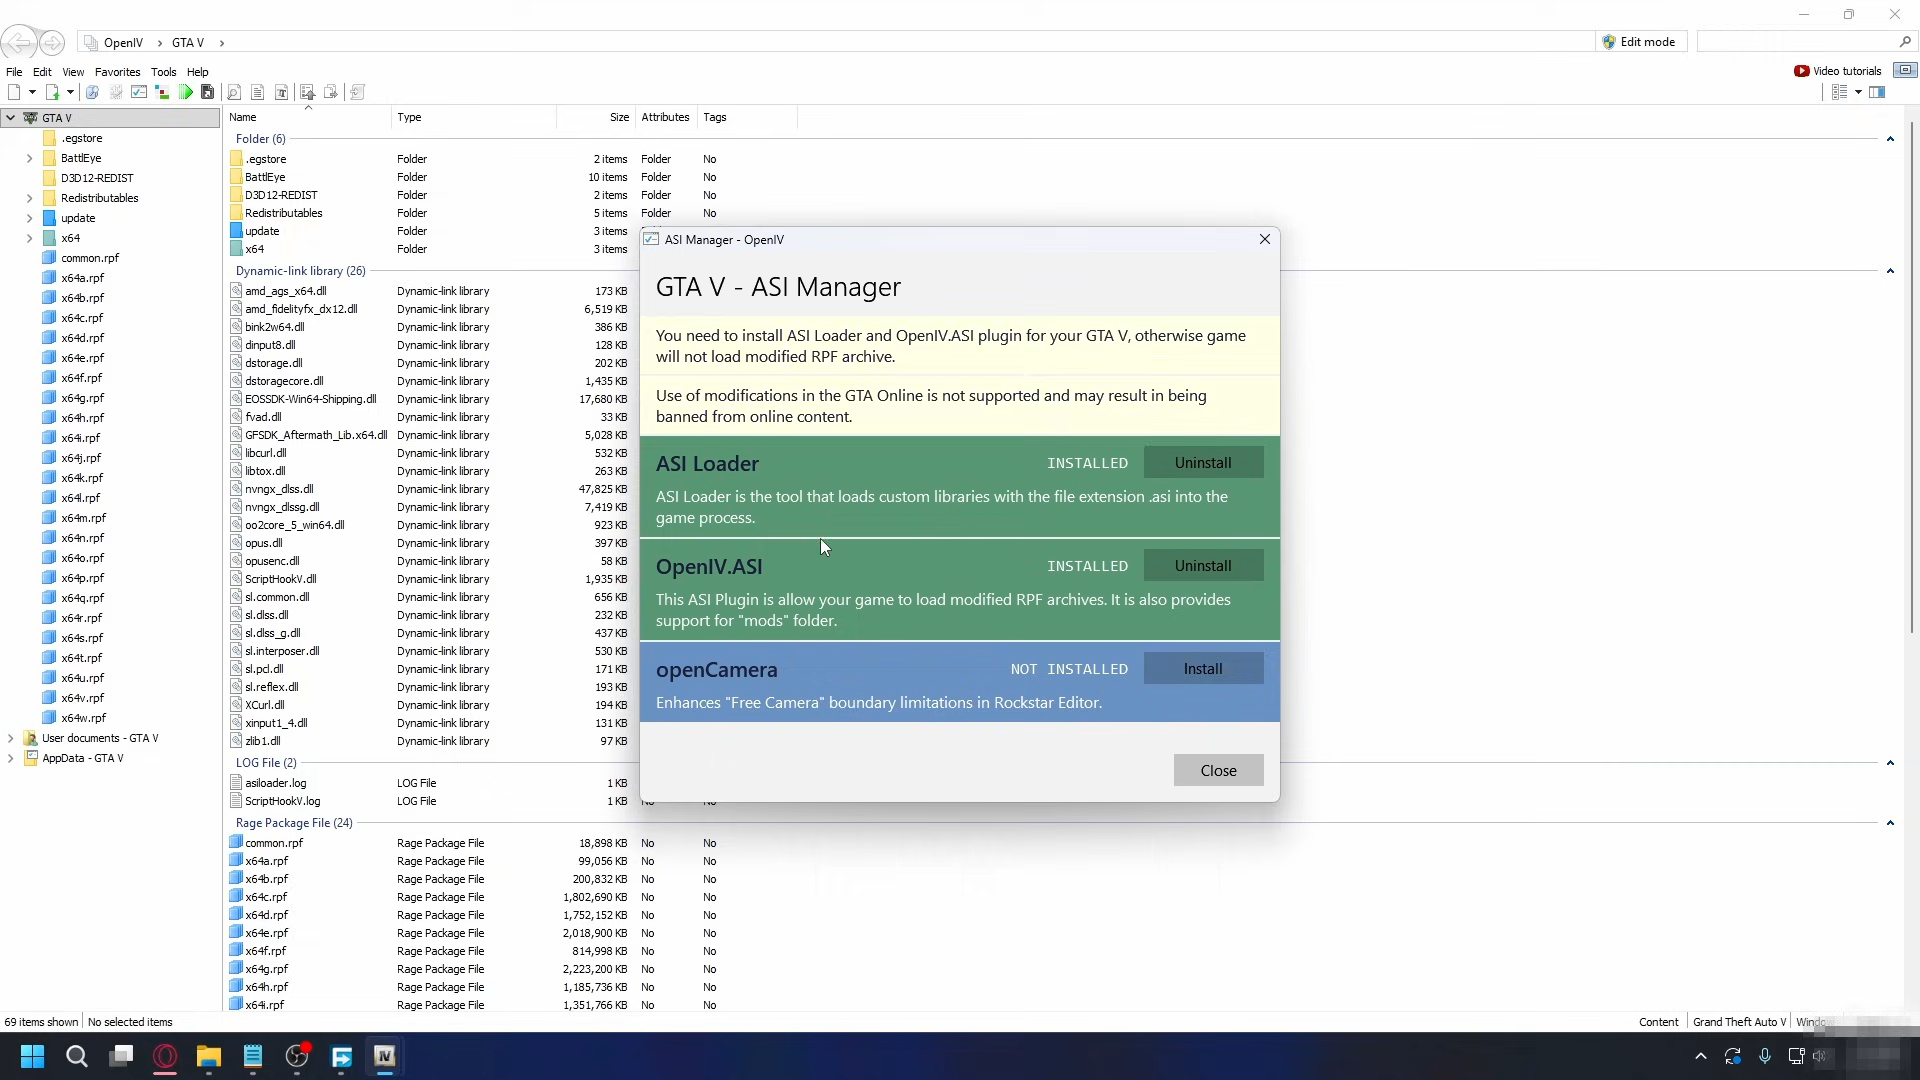 OpenIV
GTA V
Edit mode
File Edit View Favorites Tools Help
Video tutorials
GTA V
.egstore
BattlEye
D3D12-REDIST
Redistributables
update
x64
common.rpf
x64a.rpf
x64b.rpf
x64c.rpf
x64d.rpf
x64e.rpf
x64f.rpf
x64g.rpf
x64h.rpf
x64i.rpf
x64j.rpf
x64k.rpf
x64l.rpf
x64m.rpf
x64n.rpf
x64o.rpf
x64p.rpf
x64q.rpf
x64r.rpf
x64s.rpf
x64t.rpf
x64u.rpf
x64v.rpf
x64w.rpf
User documents - GTA V
AppData - GTA V
Name Type Size Attributes Tags
Folder (6)
.egstore Folder 2 items Folder No
BattlEye Folder 10 items Folder No
D3D12-REDIST Folder 2 items Folder No
Redistributables Folder 5 items Folder No
update Folder 3 items
x64 Folder 3 items
Dynamic-link library (26)
amd_ags_x64.dll Dynamic-link library 173 KB
amd_fidelityfx_dx12.dll Dynamic-link library 6,519 KB
bink2w64.dll Dynamic-link library 386 KB
dinput8.dll Dynamic-link library 128 KB
dstorage.dll Dynamic-link library 202 KB
dstoragecore.dll Dynamic-link library 1,435 KB
EOSSDK-Win64-Shipping.dll Dynamic-link library 17,680 KB
fvad.dll Dynamic-link library 33 KB
GFSDK_Aftermath_Lib.x64.dll Dynamic-link library 5,028 KB
libcurl.dll Dynamic-link library 532 KB
libtox.dll Dynamic-link library 263 KB
nvngx_dlss.dll Dynamic-link library 47,825 KB
nvngx_dlssg.dll Dynamic-link library 7,419 KB
oo2core_5_win64.dll Dynamic-link library 923 KB
opus.dll Dynamic-link library 397 KB
opusenc.dll Dynamic-link library 58 KB
ScriptHookV.dll Dynamic-link library 1,935 KB
sl.common.dll Dynamic-link library 656 KB
sl.dlss.dll Dynamic-link library 232 KB
sl.dlss_g.dll Dynamic-link library 437 KB
sl.interposer.dll Dynamic-link library 530 KB
sl.pcl.dll Dynamic-link library 171 KB
sl.reflex.dll Dynamic-link library 193 KB
XCurl.dll Dynamic-link library 194 KB
xinput1_4.dll Dynamic-link library 131 KB
zlib1.dll Dynamic-link library 97 KB
LOG File (2)
asiloader.log LOG File 1 KB
ScriptHookV.log LOG File 1 KB No No
Rage Package File (24)
common.rpf Rage Package File 18,898 KB No No
x64a.rpf Rage Package File 99,056 KB No No
x64b.rpf Rage Package File 200,832 KB No No
x64c.rpf Rage Package File 1,802,690 KB No No
x64d.rpf Rage Package File 1,752,152 KB No No
x64e.rpf Rage Package File 2,018,900 KB No No
x64f.rpf Rage Package File 814,998 KB No No
x64g.rpf Rage Package File 2,223,200 KB No No
x64h.rpf Rage Package File 1,185,736 KB No No
x64i.rpf Rage Package File 1,351,766 KB No No
ASI Manager - OpenIV
GTA V - ASI Manager
You need to install ASI Loader and OpenIV.ASI plugin for your GTA V, otherwise game
will not load modified RPF archive.
Use of modifications in the GTA Online is not supported and may result in being
banned from online content.
ASI Loader INSTALLED Uninstall
ASI Loader is the tool that loads custom libraries with the file extension .asi into the
game process.
OpenIV.ASI INSTALLED Uninstall
This ASI Plugin is allow your game to load modified RPF archives. It is also provides
support for "mods" folder.
openCamera NOT INSTALLED Install
Enhances "Free Camera" boundary limitations in Rockstar Editor.
Close
69 items shown No selected items
Content Grand Theft Auto V
IV